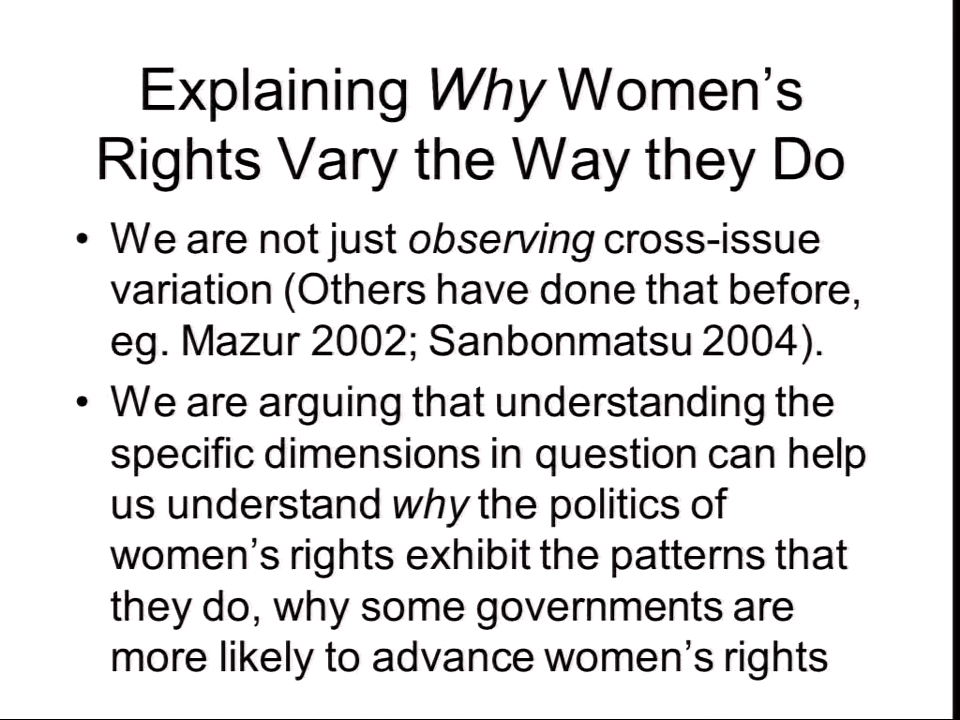 Explaining Why Women's
Rights Vary the Way they Do
• We are not just observing cross-issue
variation (Others have done that before,
eg. Mazur 2002; Sanbonmatsu 2004).
• We are arguing that understanding the
specific dimensions in question can help
us understand why the politics of
women's rights exhibit the patterns that
they do, why some governments are
more likely to advance women's rights